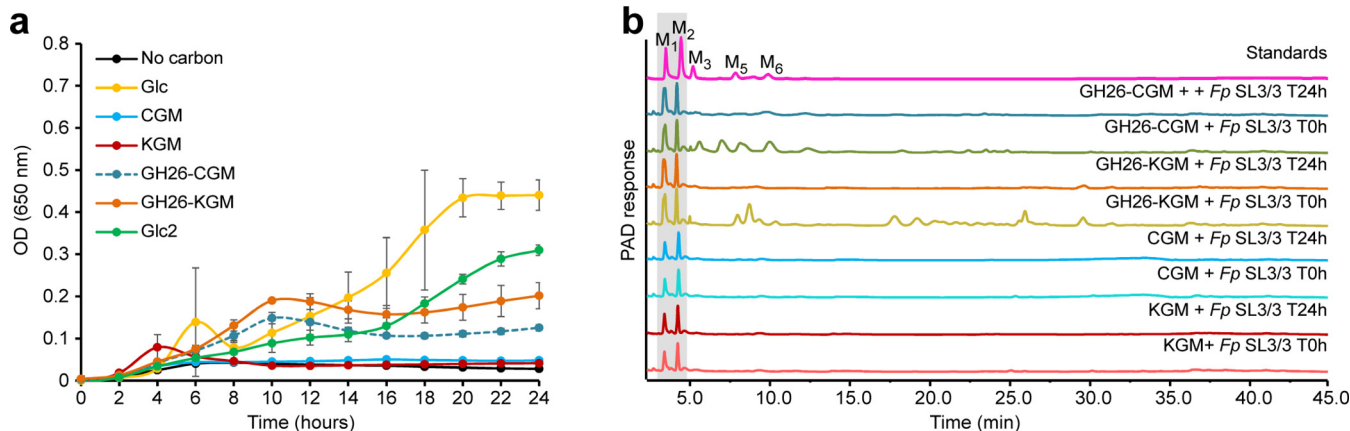 a
OD (650 nm)
0.8
0.7
0.6
0.5
0.4
0.3
0.2
0.1
0
No carbon
Glc
CGM
KGM
GH26-CGM
GH26-KGM
Glc2
0 2 4 6 8 10 12 14 16 18 20 22 24
Time (hours)
b
PAD response
M1 M2 M3 M5 M6
Standards
GH26-CGM + + Fp SL3/3 T24h
GH26-CGM + Fp SL3/3 T0h
GH26-KGM + Fp SL3/3 T24h
GH26-KGM + Fp SL3/3 T0h
CGM + Fp SL3/3 T24h
CGM + Fp SL3/3 T0h
KGM + Fp SL3/3 T24h
KGM+ Fp SL3/3 T0h
5.0 10.0 15.0 20.0 25.0 30.0 35.0 40.0 45.0
Time (min)